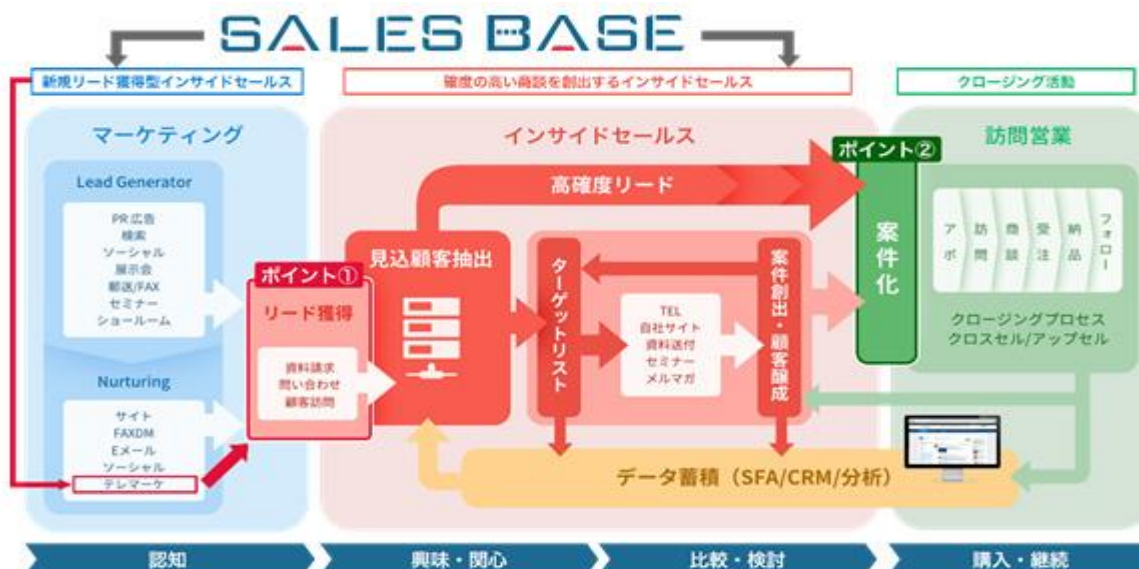 SALES BASE
新規リード獲得型インサイドセールス
確度の高い商談を創出するインサイドセールス
クロージング活動
マーケティング
インサイドセールス
訪問営業
Lead Generator
PR 広告
検索
ソーシャル
展示会
郵送/FAX
セミナー
ショールーム
Nurturing
サイト
FAXDM
Eメール
ソーシャル
テレマーケ
ポイント①
リード獲得
資料請求
問い合わせ
顧客訪問
見込顧客抽出
高確度リード
ターゲットリスト
TEL
自社サイト
資料送付
セミナー
メルマガ
案件創出・顧客醸成
ポイント②
案件化
アポ
訪問
商談
受注
納品
フォロー
クロージングプロセス
クロスセル/アップセル
データ蓄積（SFA/CRM/分析）
認知
興味・関心
比較・検討
購入・継続